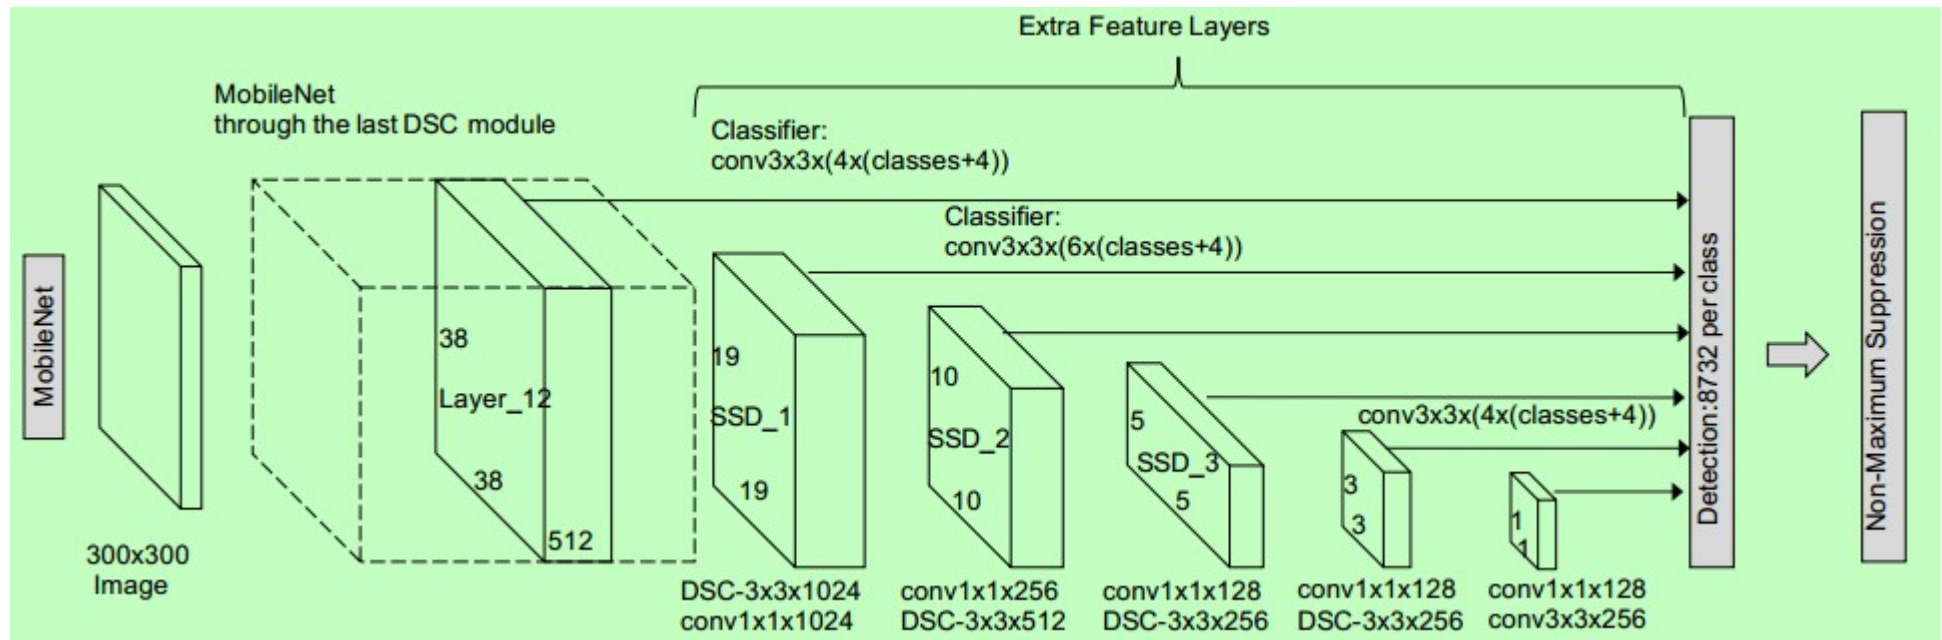 Extra Feature Layers
MobileNet
through the last DSC module
Classifier:
conv3x3x(4x(classes+4))
Classifier:
conv3x3x(6x(classes+4))
MobileNet
300x300
Image
38
Layer_12
38
512
19
SSD_1
19
10
SSD_2
10
5
SSD_3
5
conv3x3x(4x(classes+4))
3
3
1
1
DSC-3x3x1024
conv1x1x1024
conv1x1x256
DSC-3x3x512
conv1x1x128
DSC-3x3x256
conv1x1x128
DSC-3x3x256
conv1x1x128
conv3x3x256
Detection:8732 per class
Non-Maximum Suppression